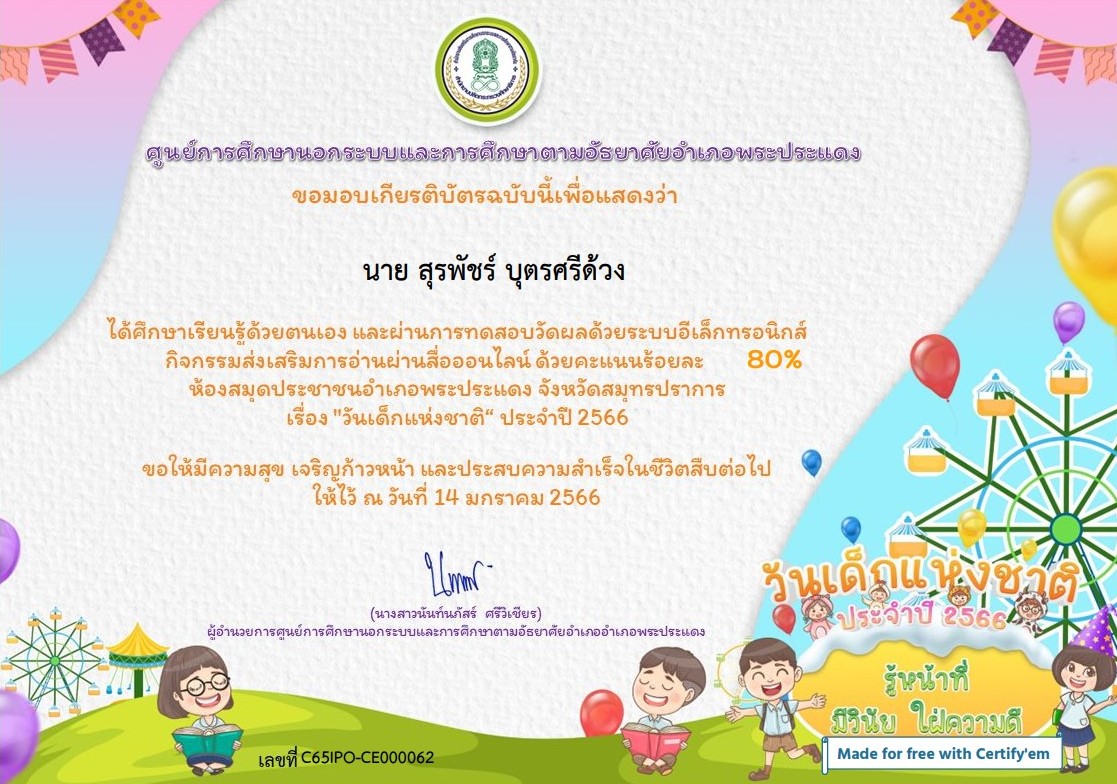 ศูนย์การศึกษานอกระบบและการศึกษาตามอัธยาศัยอำเภอพระประแดง
ขอมอบเกียรติบัตรฉบับนี้เพื่อแสดงว่า
นาย สุรพัชร์ บุตรศรีด้วง
ได้ศึกษาเรียนรู้ด้วยตนเอง และผ่านการทดสอบวัดผลด้วยระบบอีเล็กทรอนิกส์
กิจกรรมส่งเสริมการอ่านผ่านสื่อออนไลน์ ด้วยคะแนนร้อยละ 80%
ห้องสมุดประชาชนอำเภอพระประแดง จังหวัดสมุทรปราการ
เรื่อง "วันเด็กแห่งชาติ“ ประจำปี 2566
ขอให้มีความสุข เจริญก้าวหน้า และประสบความสำเร็จในชีวิตสืบต่อไป
ให้ไว้ ณ วันที่ 14 มกราคม 2566
(นางสาวนันท์นภัสร์ ศรีวิเชียร)
ผู้อำนวยการศูนย์การศึกษานอกระบบและการศึกษาตามอัธยาศัยอำเภออำเภอพระประแดง
วันเด็กแห่งชาติ
ประจำปี 2566
รู้หน้าที่
มีวินัย ใฝ่ความดี
Made for free with Certify'em
เลขที่ C65IPO-CE000062